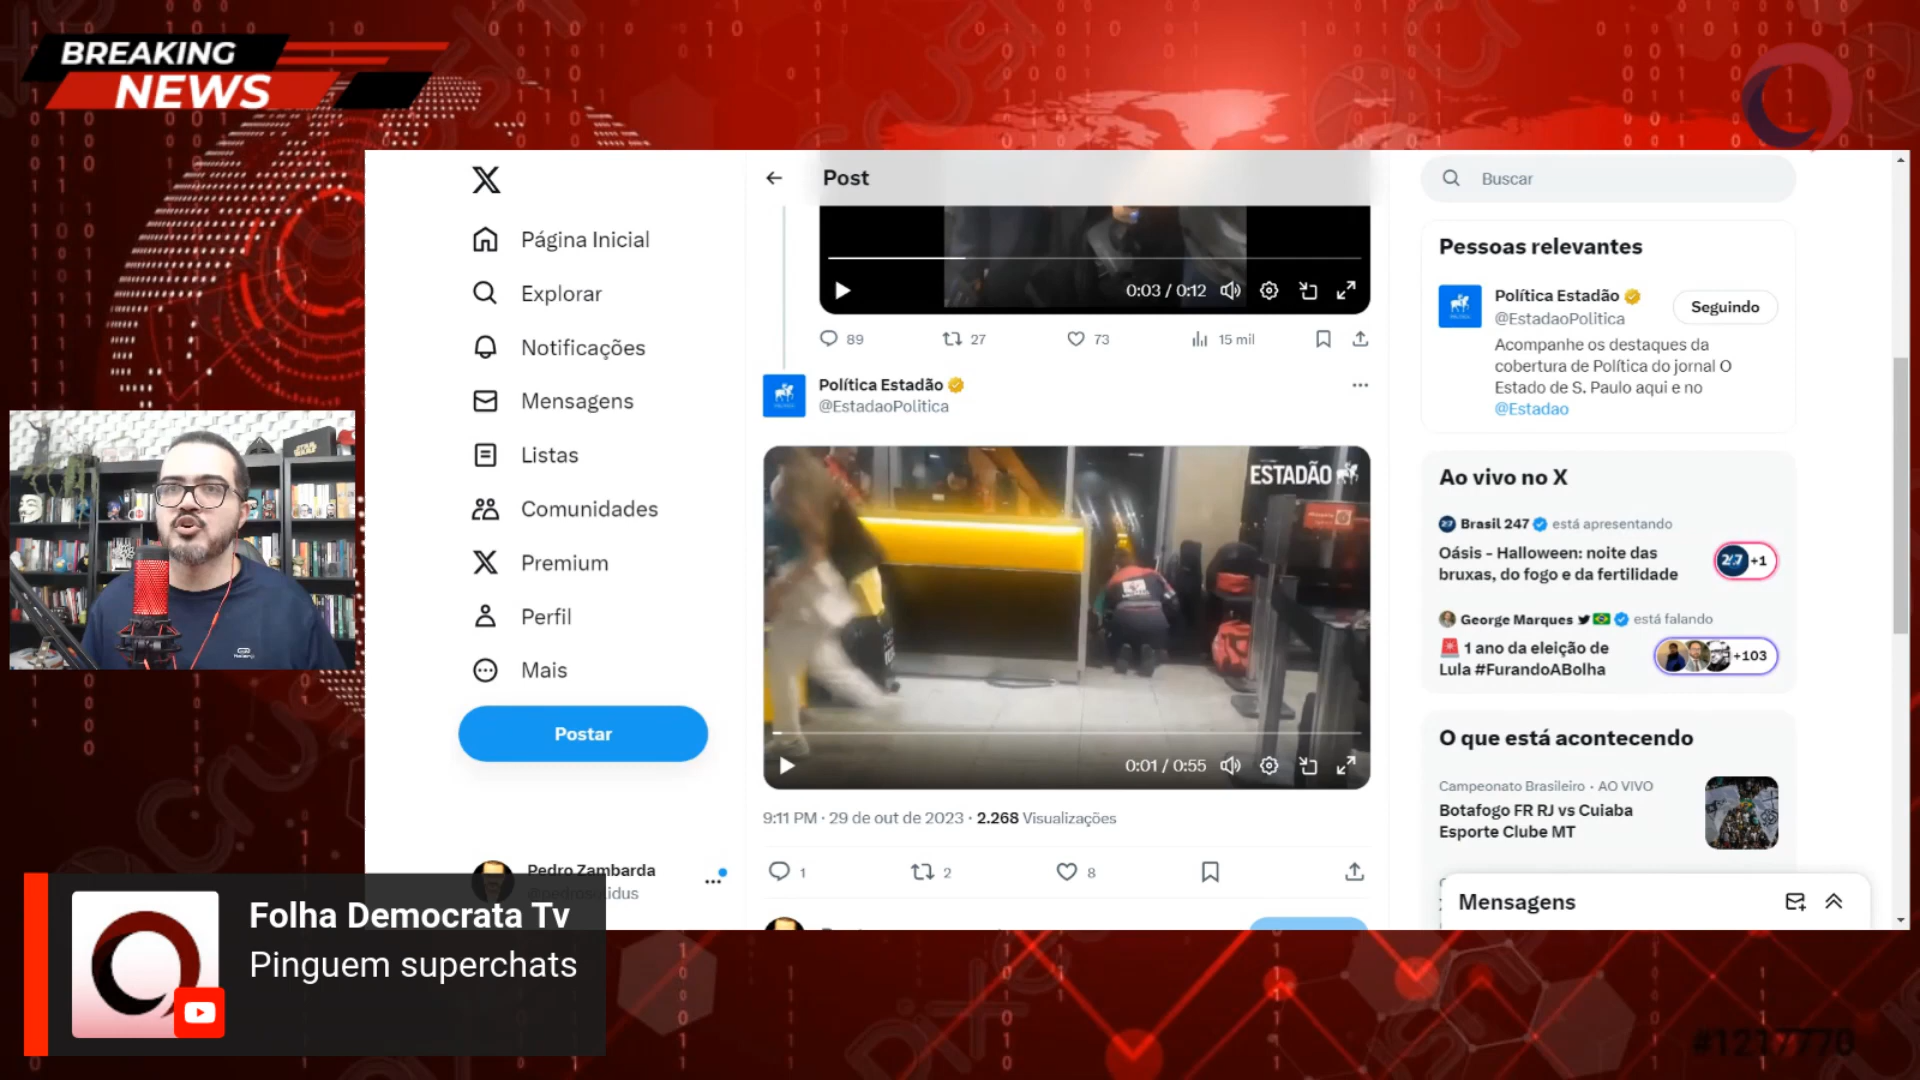 BREAKING
NEWS
Página Inicial
Explorar
Notificações
Mensagens
Listas
Comunidades
Premium
Perfil
Mais
Postar
Pedro Zambarda
Post
0:03 / 0:12
89
27
73
15 mil
Política Estadão
@EstadaoPolitica
ESTADÃO
0:01 / 0:55
9:11 PM · 29 de out de 2023 · 2.268 Visualizações
1
2
8
Buscar
Pessoas relevantes
Política Estadão
@EstadaoPolitica
Seguindo
Acompanhe os destaques da
cobertura de Política do jornal O
Estado de S. Paulo aqui e no
@Estadao
Ao vivo no X
Brasil 247 está apresentando
Oásis - Halloween: noite das
bruxas, do fogo e da fertilidade
247 +1
George Marques está falando
1 ano da eleição de
Lula #FurandoABolha
+103
O que está acontecendo
Campeonato Brasileiro · AO VIVO
Botafogo FR RJ vs Cuiaba
Esporte Clube MT
Mensagens
Folha Democrata Tv
Pinguem superchats
#1217770